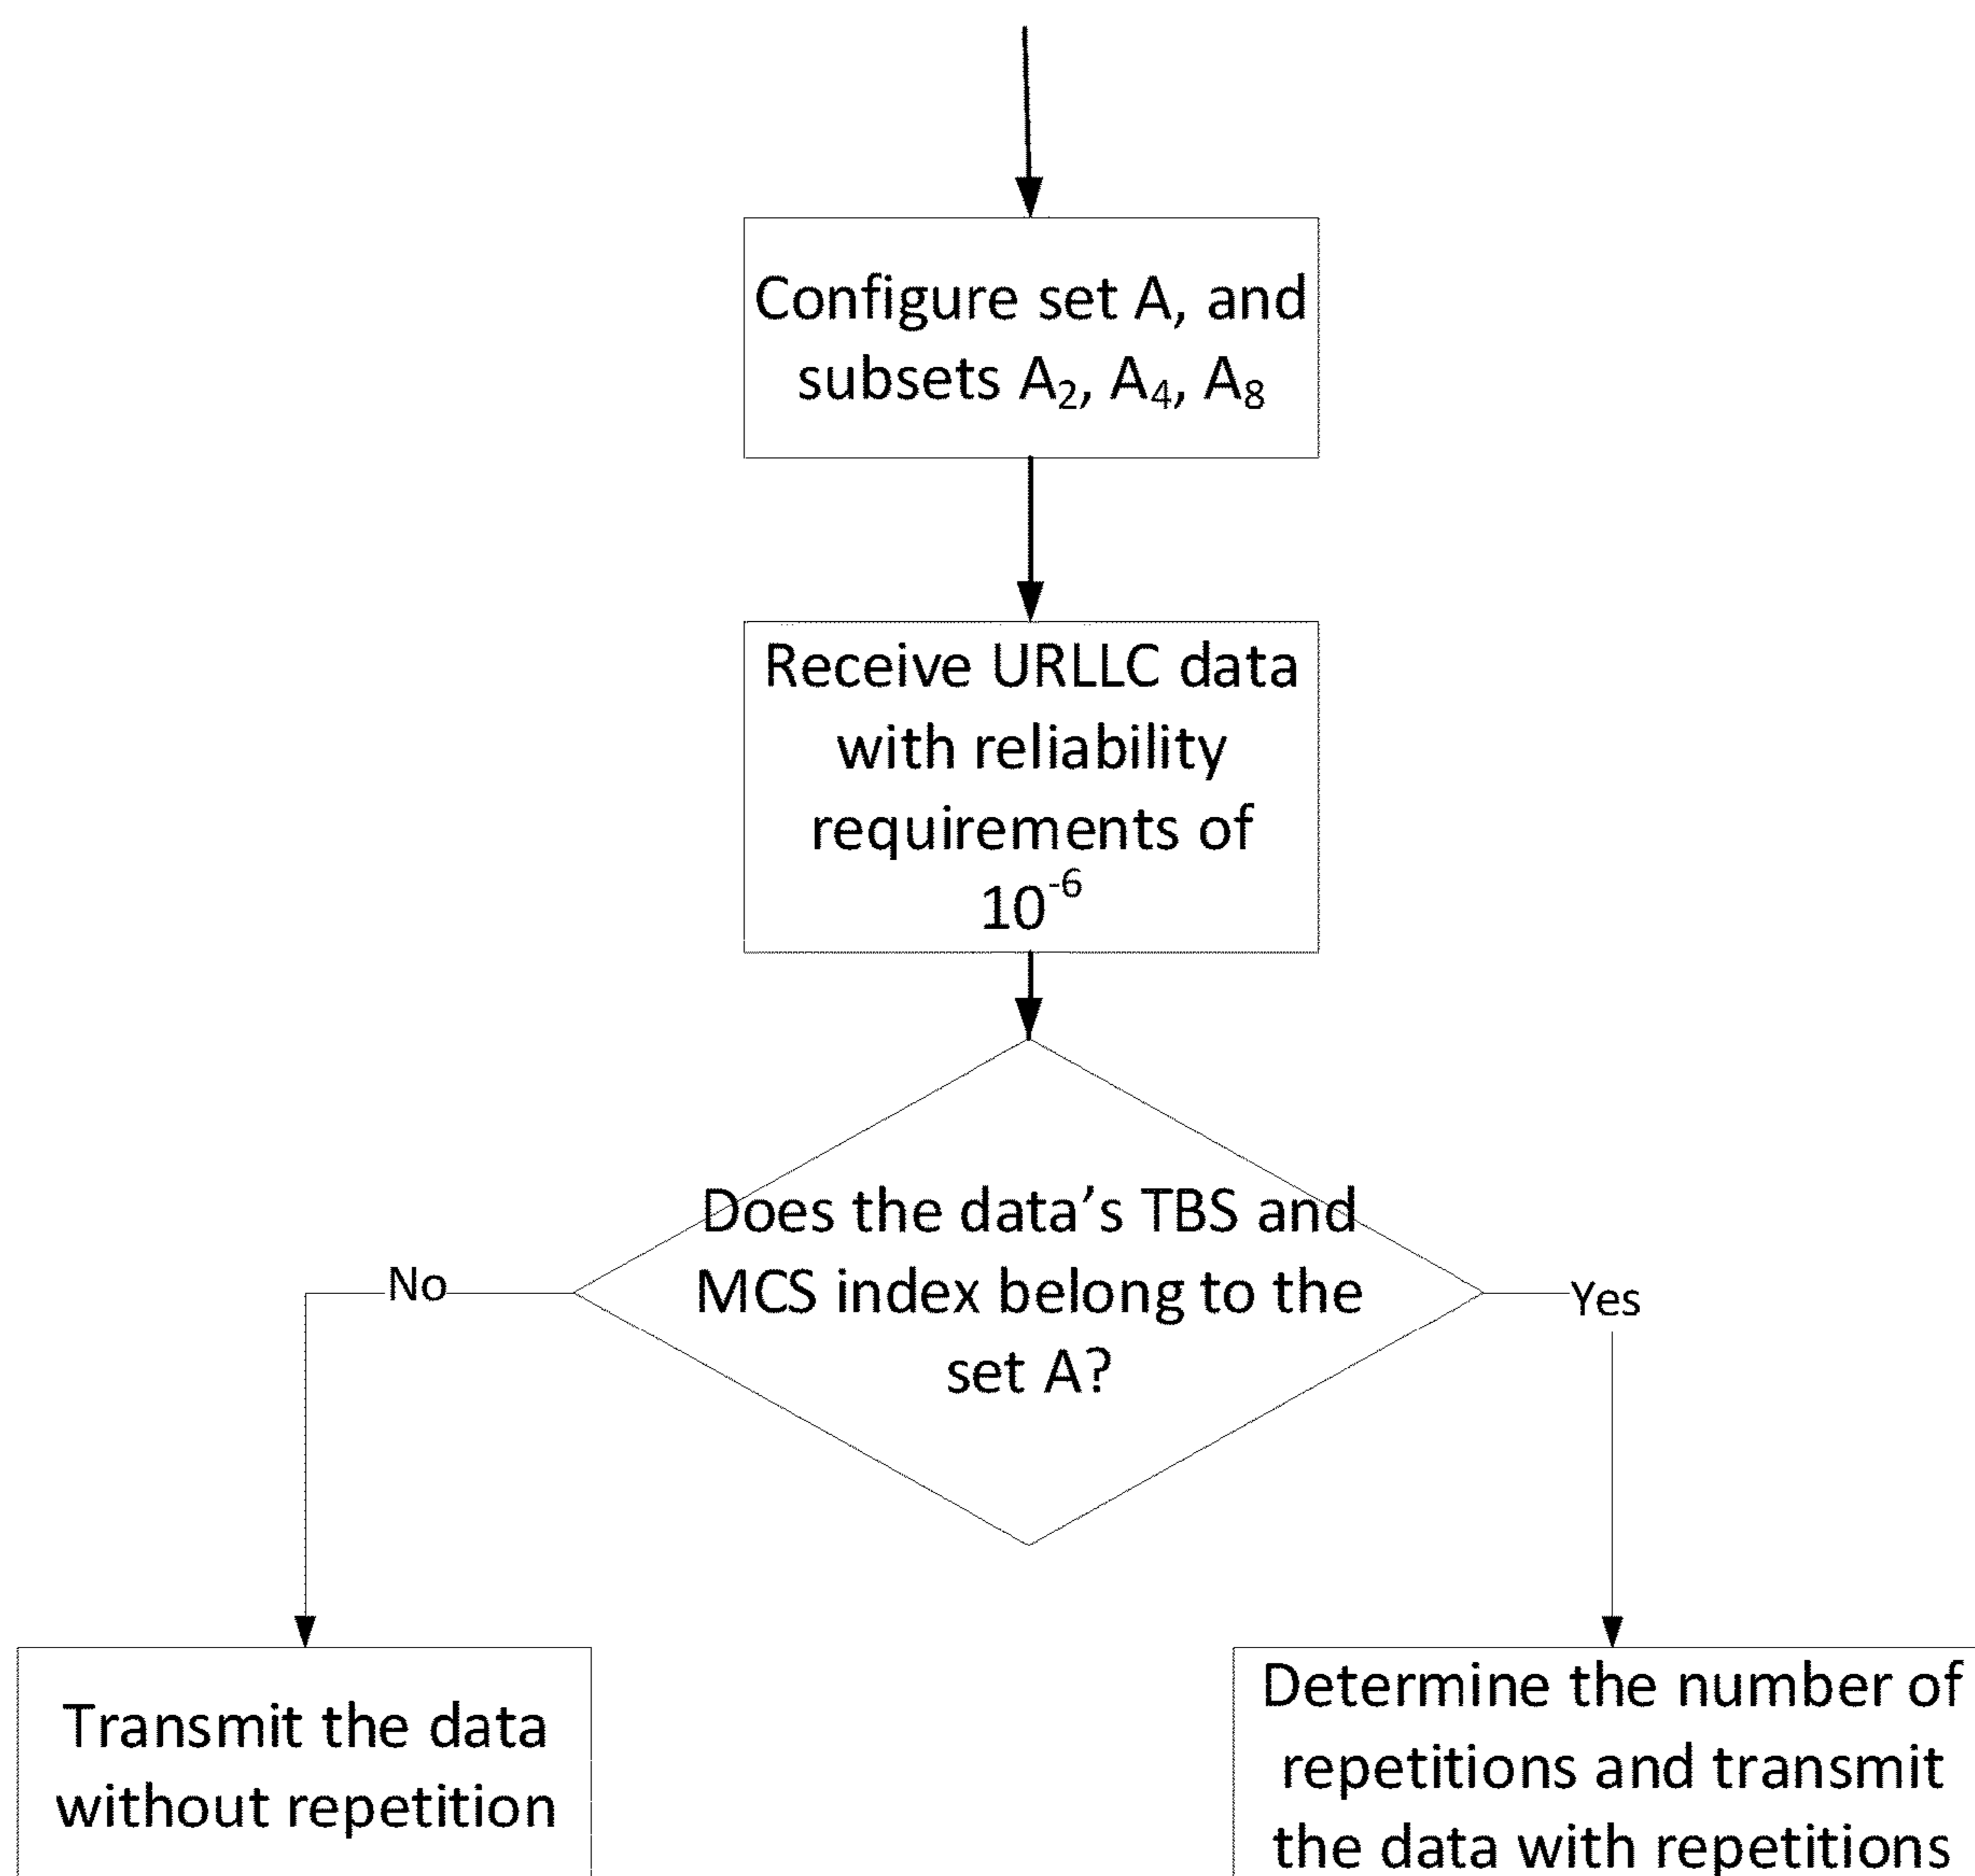 Configure set A, and
subsets A₂, A₄, A₈
Receive URLLC data
with reliability
requirements of
10⁻⁶
Does the data's TBS and
MCS index belong to the
set A?
No
Yes
Transmit the data
without repetition
Determine the number of
repetitions and transmit
the data with repetitions